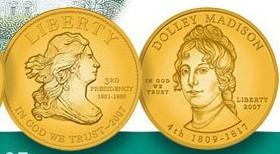 LIBERTY
3RD
PRESIDENCY
1801-1809
IN GOD WE TRUST-2007
DOLLEY MADISON
IN GOD
WE TRUST
LIBERTY
2007
4th 1809-1817